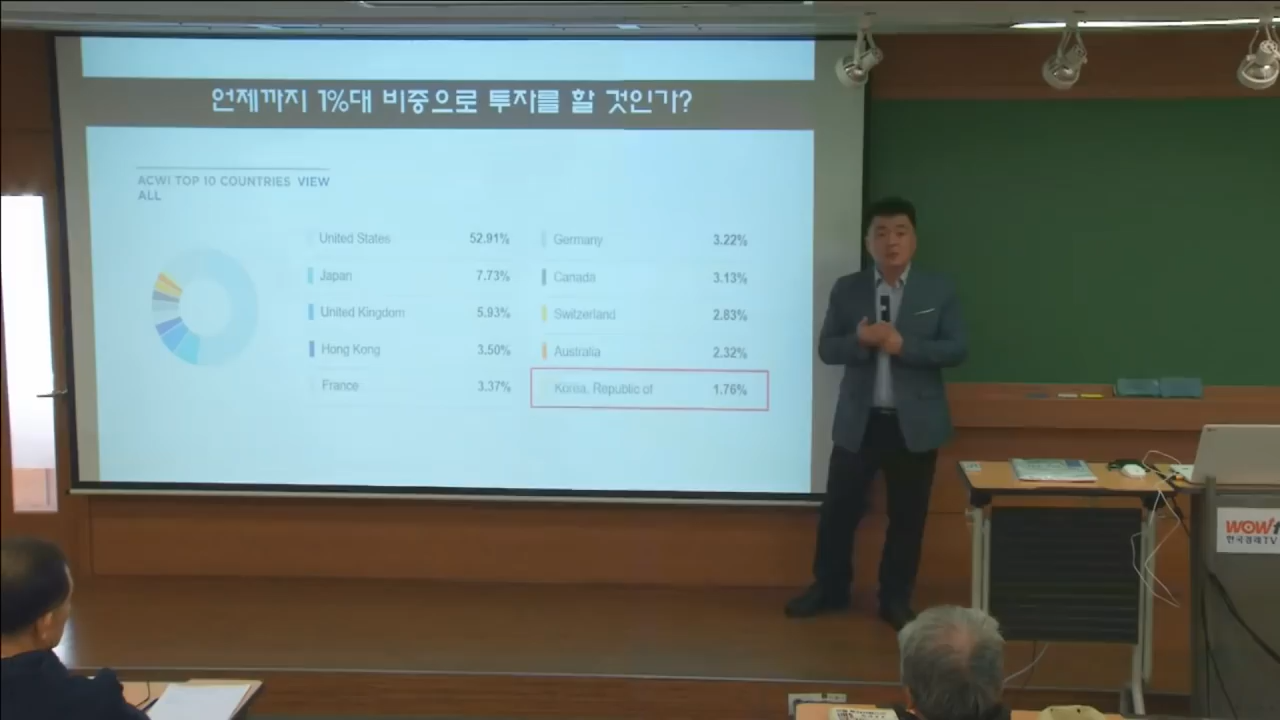 언제까지 1%대 비중으로 투자를 할 것인가?
ACWI TOP 10 COUNTRIES VIEW
ALL
United States 52.91%
Japan 7.73%
United Kingdom 5.93%
Hong Kong 3.50%
France 3.37%
Germany 3.22%
Canada 3.13%
Switzerland 2.83%
Australia 2.32%
Korea, Republic of 1.76%
WOW
한국경제TV